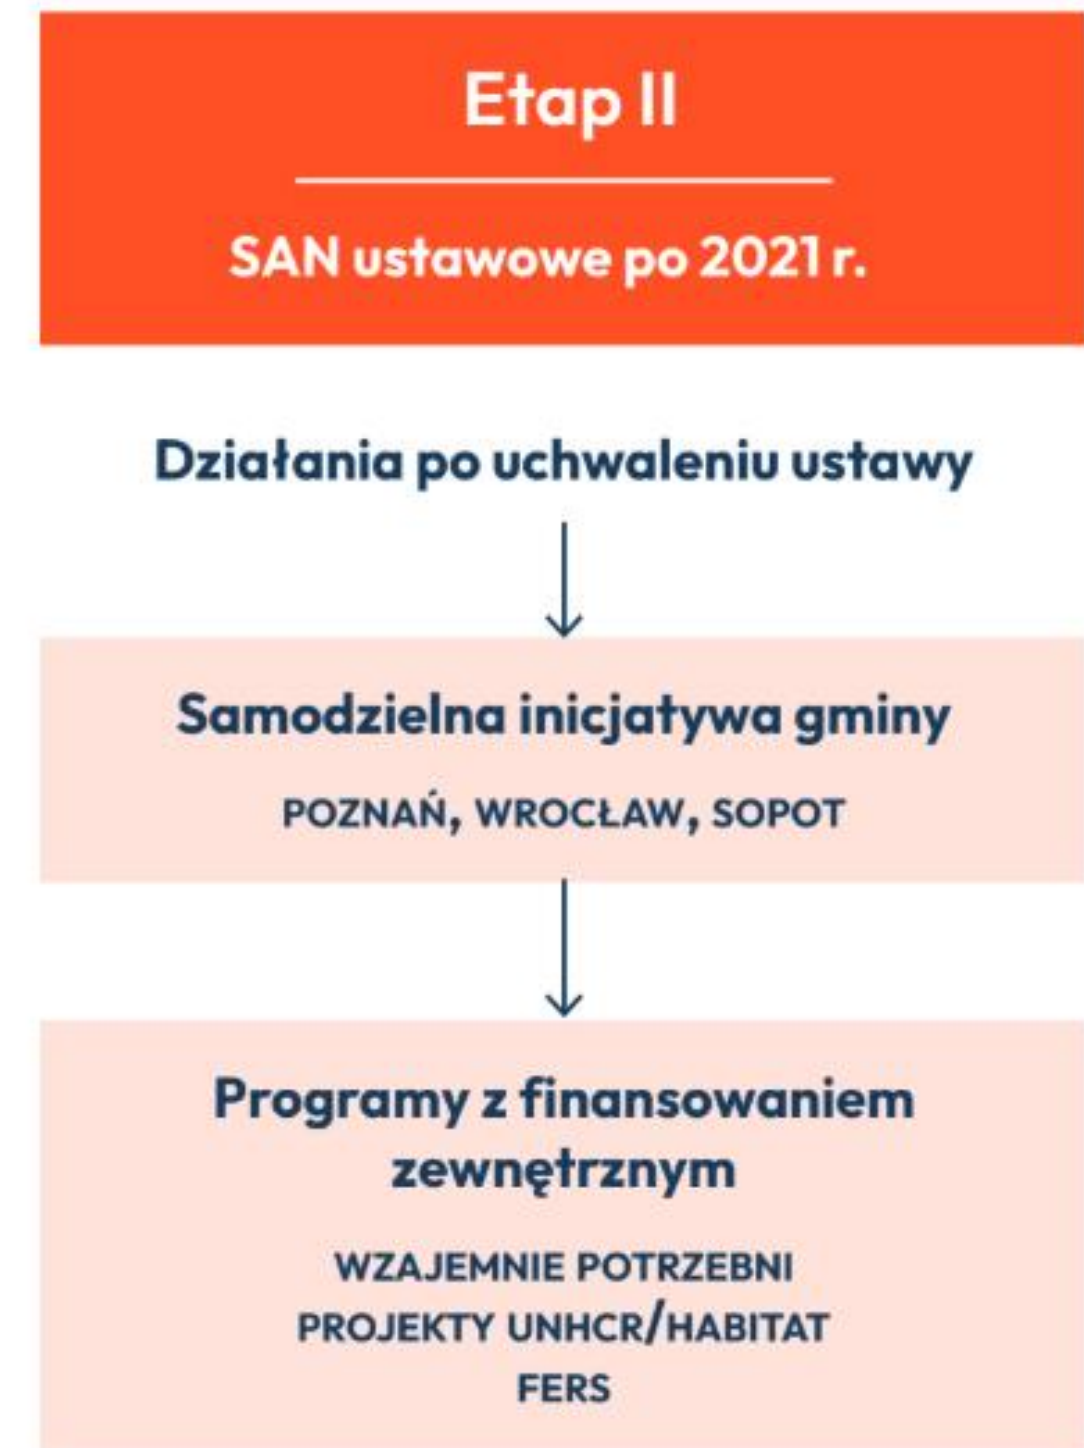 Etap II
SAN ustawowe po 2021 r.
Działania po uchwaleniu ustawy
Samodzielna inicjatywa gminy
POZNAŃ, WROCŁAW, SOPOT
Programy z finansowaniem
zewnętrznym
WZAJEMNIE POTRZEBNI
PROJEKTY UNHCR/HABITAT
FERS